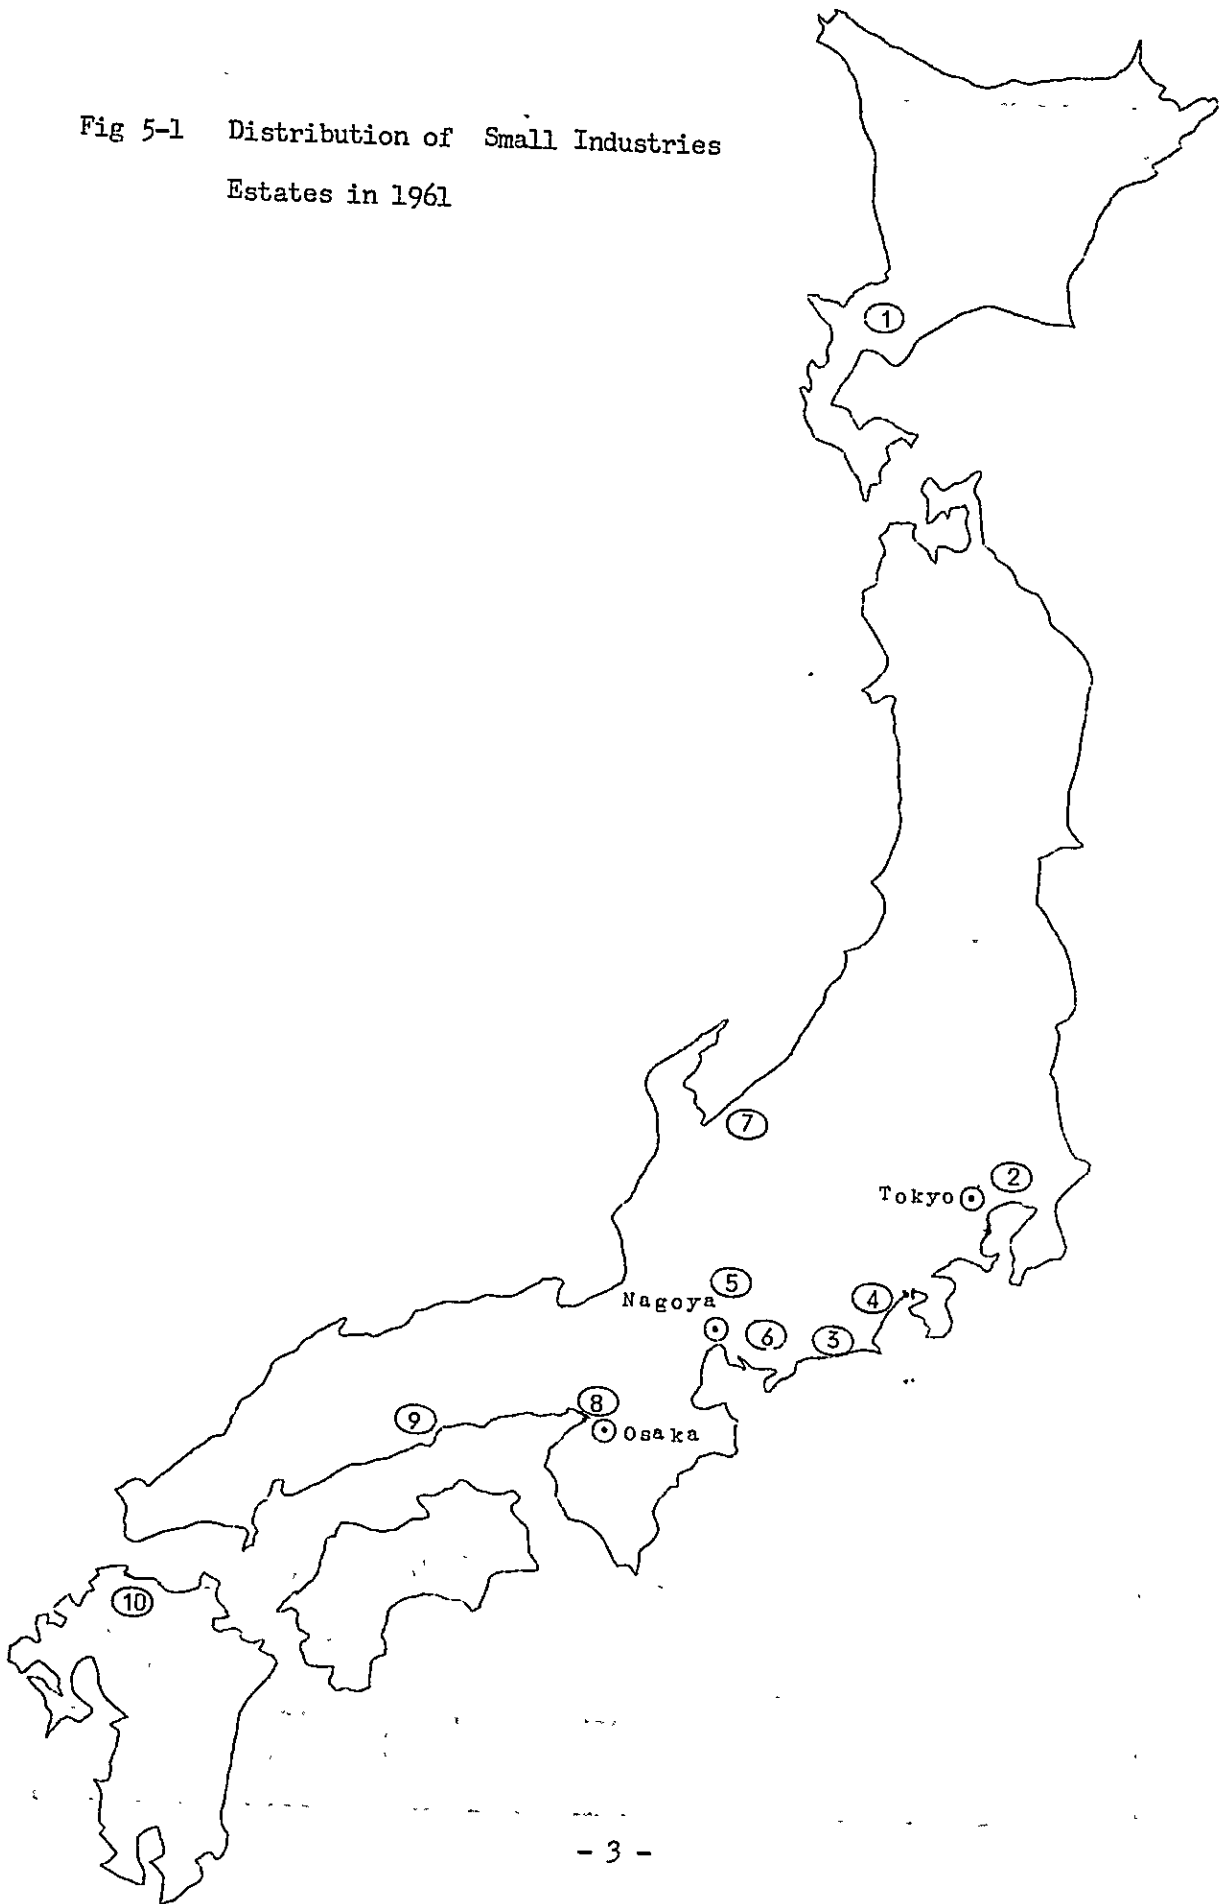 Fig 5-1 Distribution of Small Industries
Estates in 1961
1
7
2
Tokyo
5
Nagoya
4
6
3
8
9
Osaka
10
- 3 -